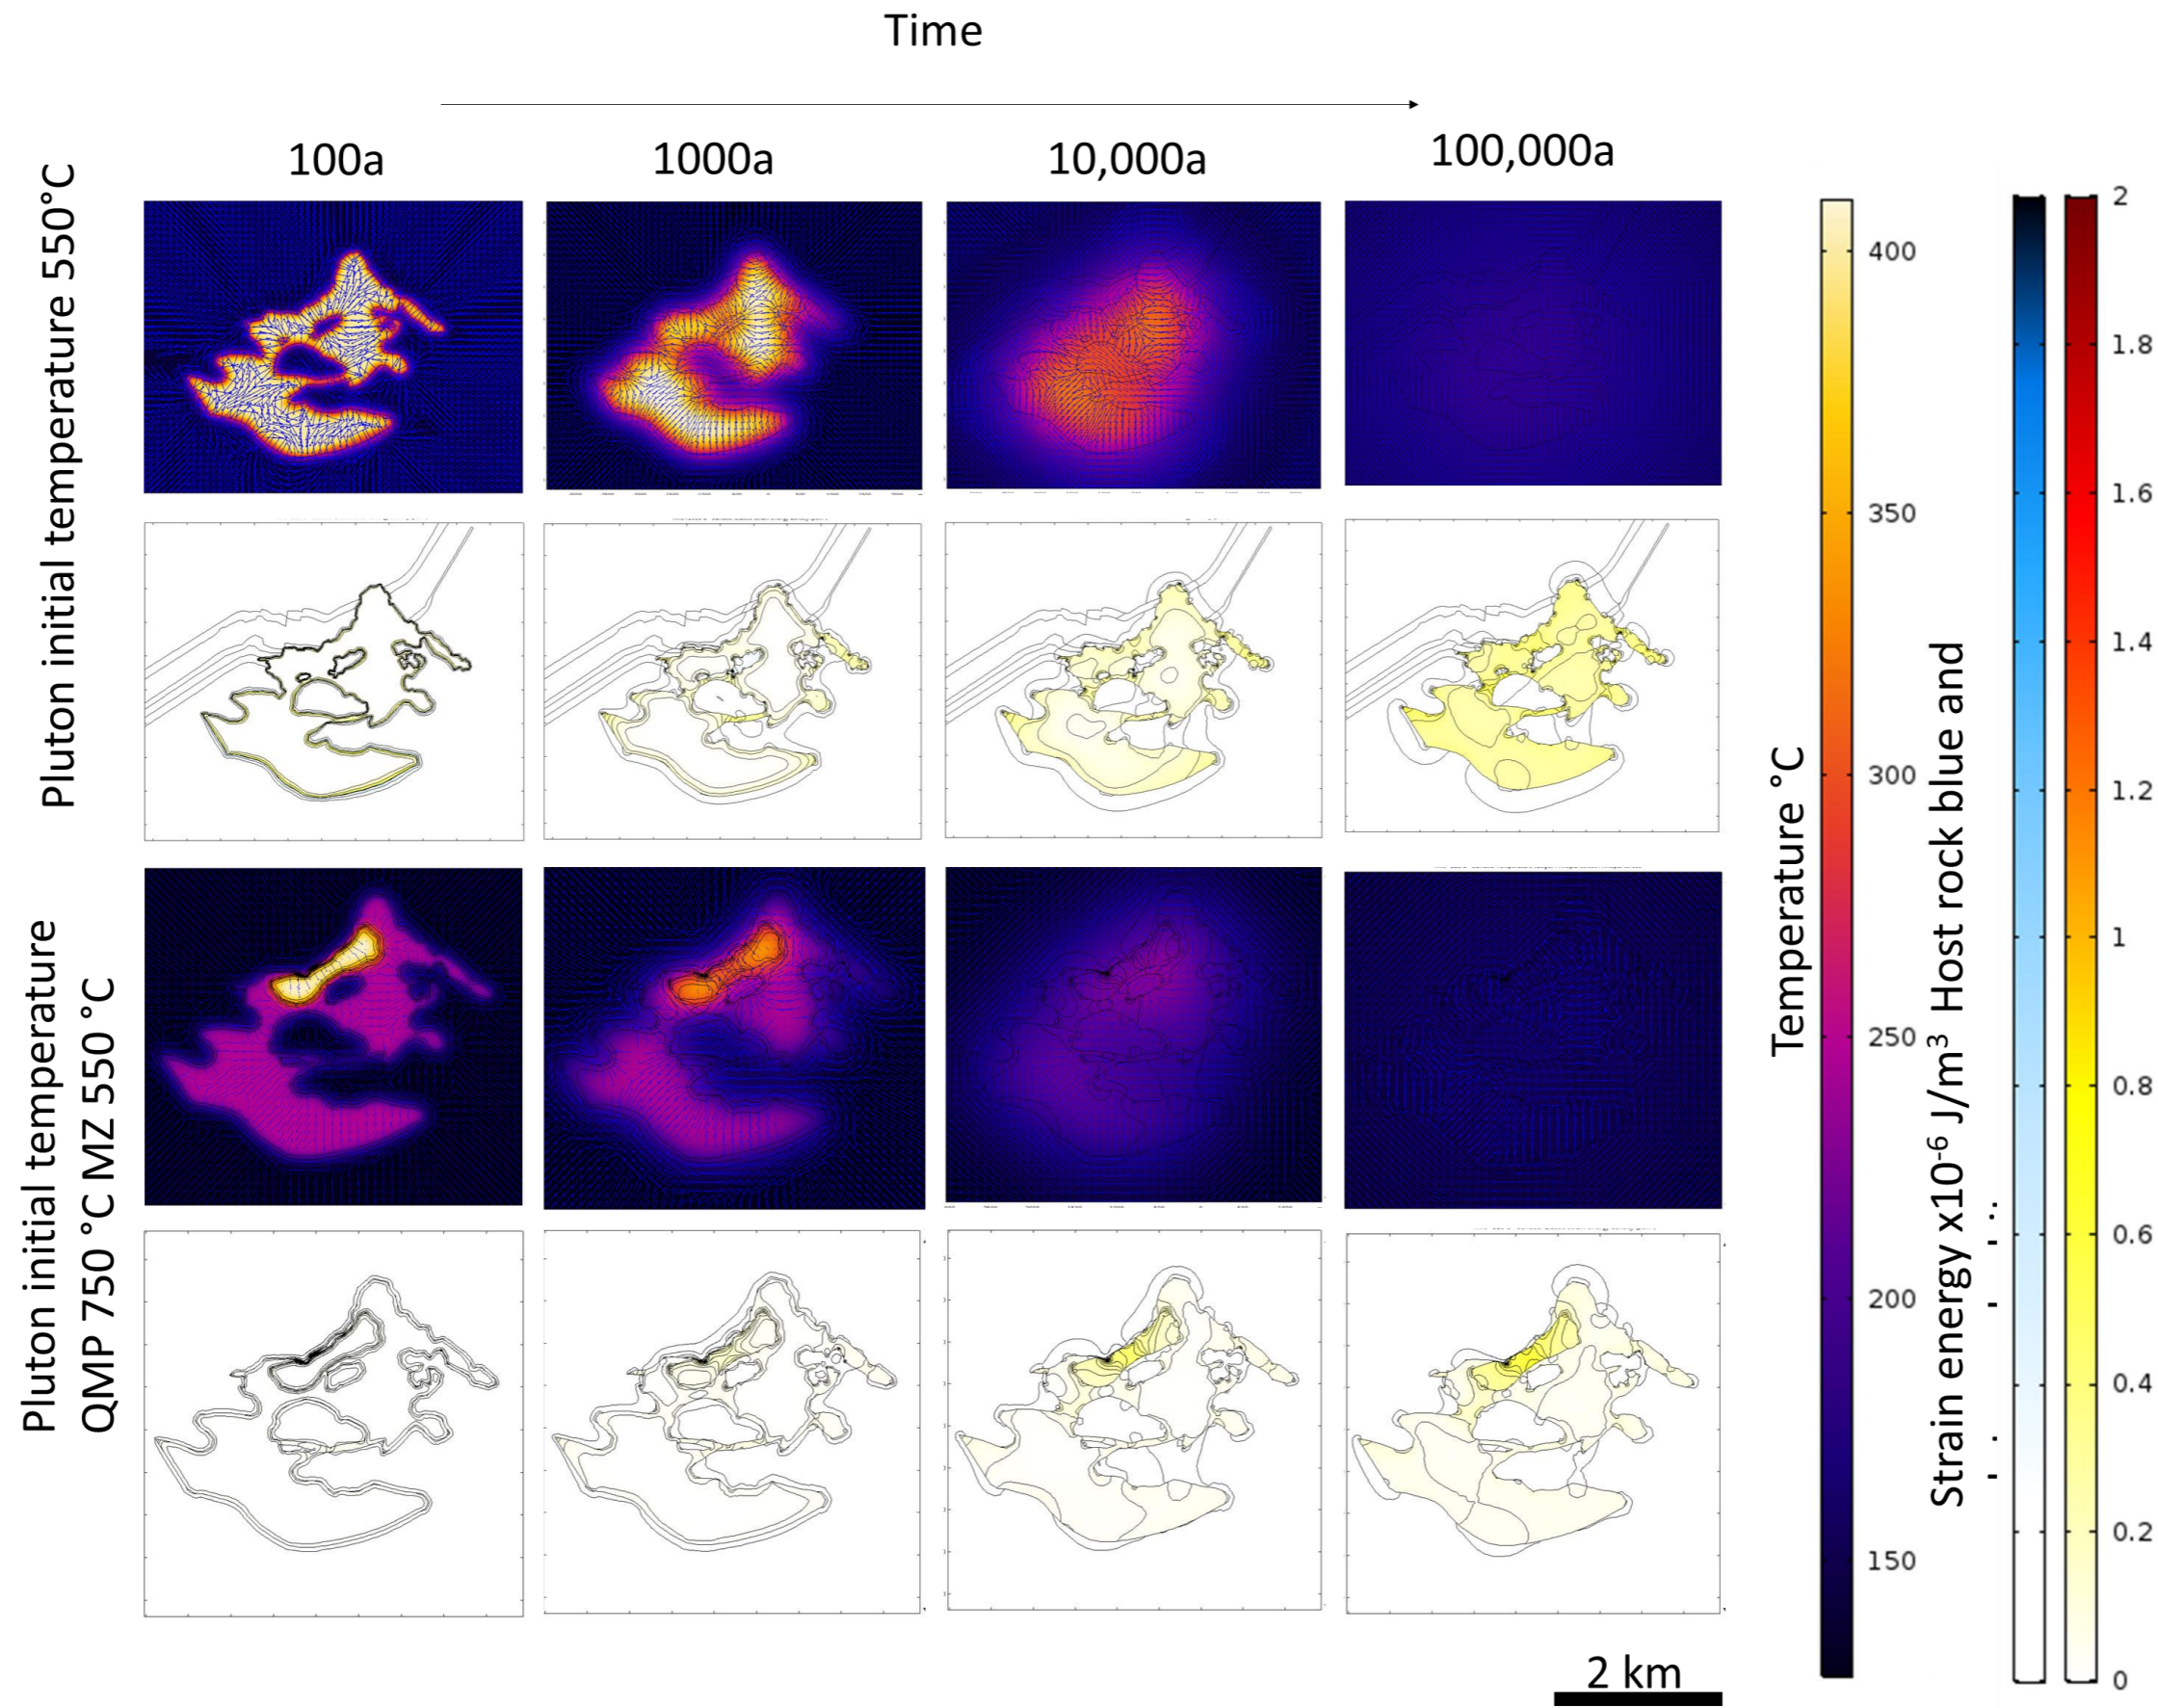 Time
100a
1000a
10,000a
100,000a
Pluton initial temperature 550°C
Pluton initial temperature
QMP 750 °C MZ 550 °C
Temperature °C
400
350
300
250
200
150
Strain energy x10⁻⁶ J/m³ Host rock blue and
2
1.8
1.6
1.4
1.2
1
0.8
0.6
0.4
0.2
0
2 km